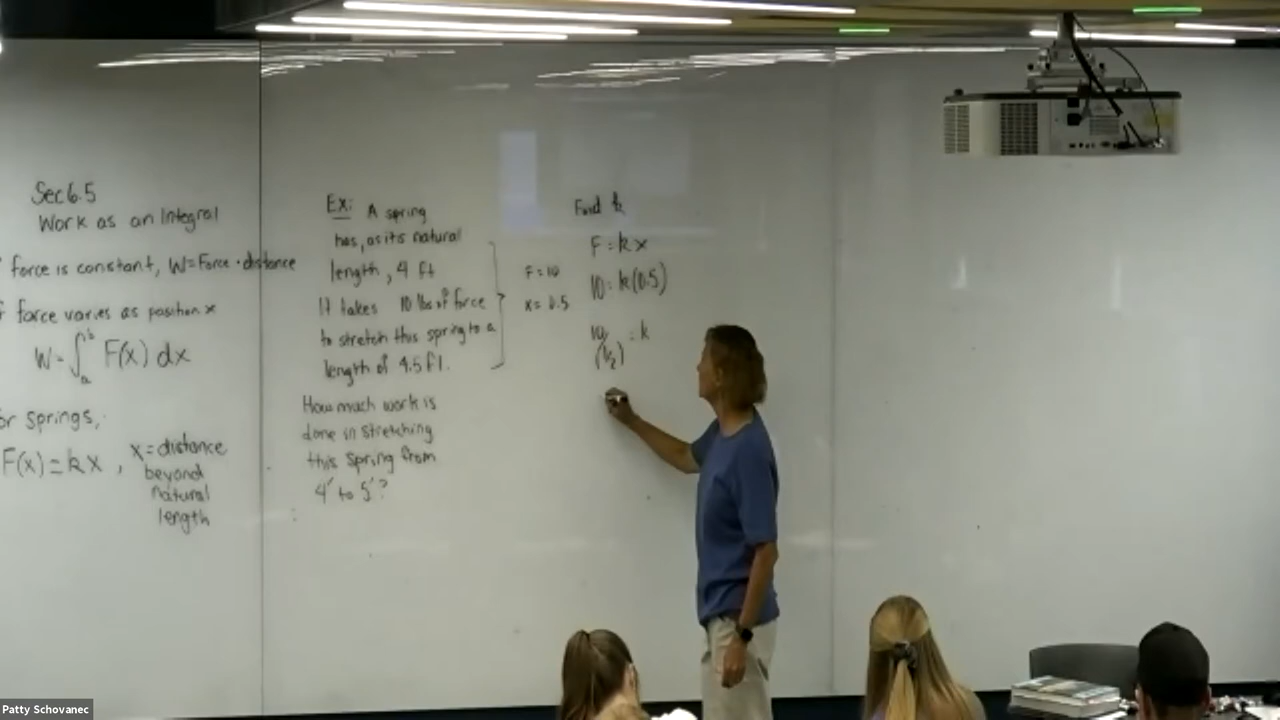 Sec 6.5
Work as an Integral
force is constant, W=Force·distance
force varies as position x
W=∫ₐᵇ F(x) dx
or springs,
F(x)=kx, x=distance
beyond
natural
length
Ex: A spring
has, as its natural
length, 4 ft
It takes 10 lbs of force
to stretch this spring to a
length of 4.5 ft.
How much work is
done in stretching
this spring from
4' to 5'?
F=10
x=0.5
Find k
F=kx
10=k(0.5)
10/(1/2)=k
Patty Schovanec